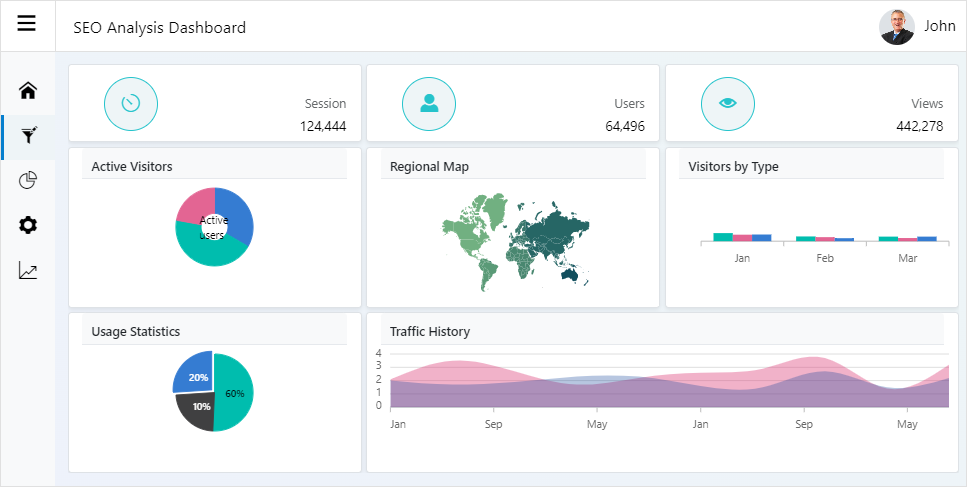 SEO Analysis Dashboard
John
Session
124,444
Users
64,496
Views
442,278
Active Visitors
Active
users
Regional Map
Visitors by Type
Jan Feb Mar
Usage Statistics
20%
60%
10%
Traffic History
4
3
2
1
0
Jan Sep May Jan Sep May